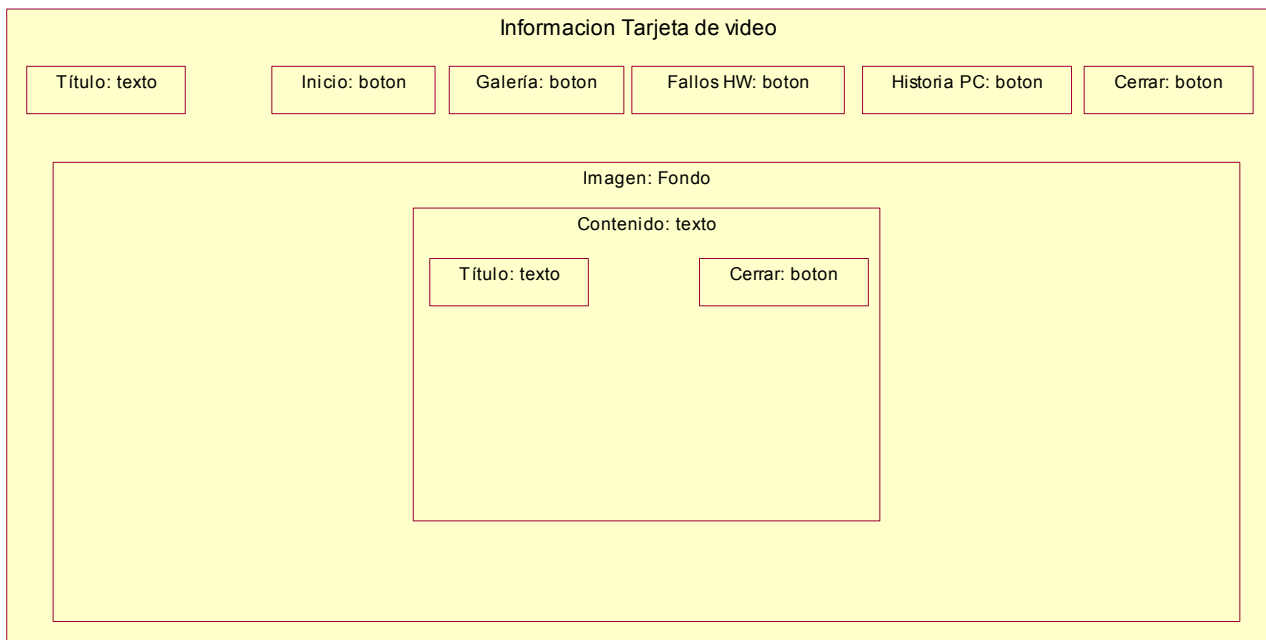 Informacion Tarjeta de video
Título: texto
Inicio: boton
Galería: boton
Fallos HW: boton
Historia PC: boton
Cerrar: boton
Imagen: Fondo
Contenido: texto
Título: texto
Cerrar: boton